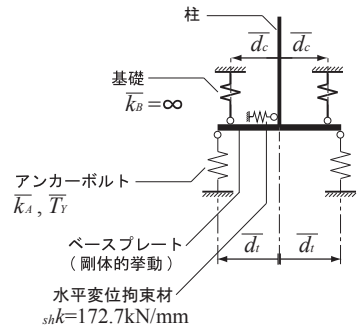 柱
d̅c̅ d̅c̅
基礎
k̅B̅=∞
アンカーボルト
k̅A̅ , T̅Y̅
ベースプレート
(剛体的挙動)
d̅t̅ d̅t̅
水平変位拘束材
shk=172.7kN/mm